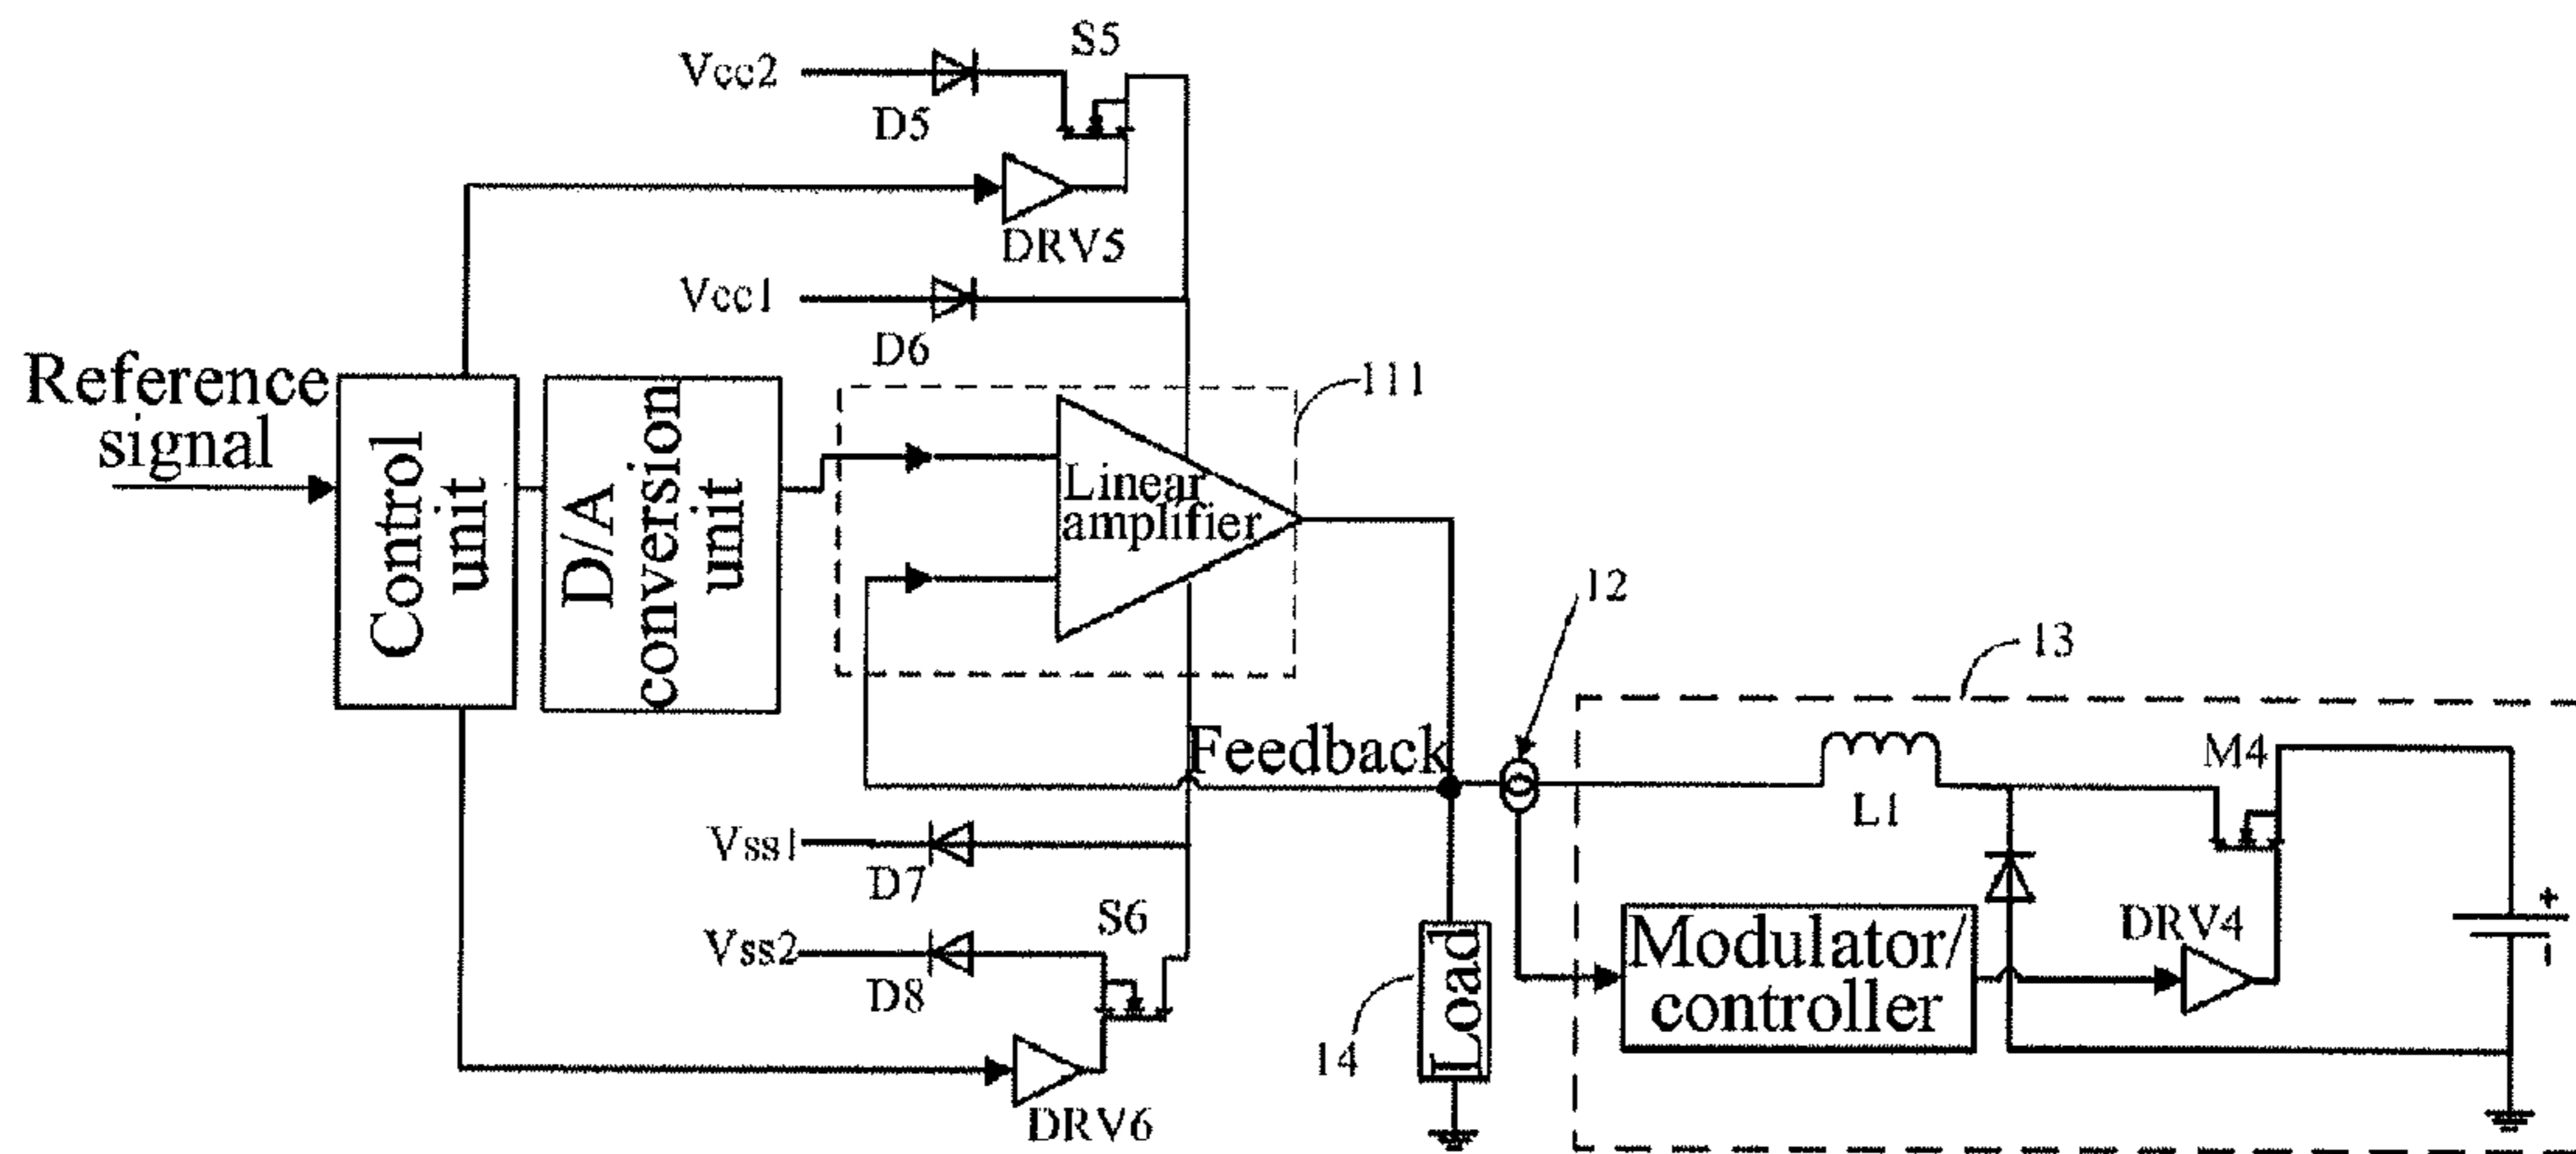 Vcc2
S5
D5
DRV5
Vcc1
D6
Reference
signal
Control
unit
D/A
conversion
unit
111
Linear
amplifier
12
13
Feedback
M4
L1
Vss1
D7
S6
Vss2
D8
DRV4
+
-
Modulator/
controller
Load
14
DRV6